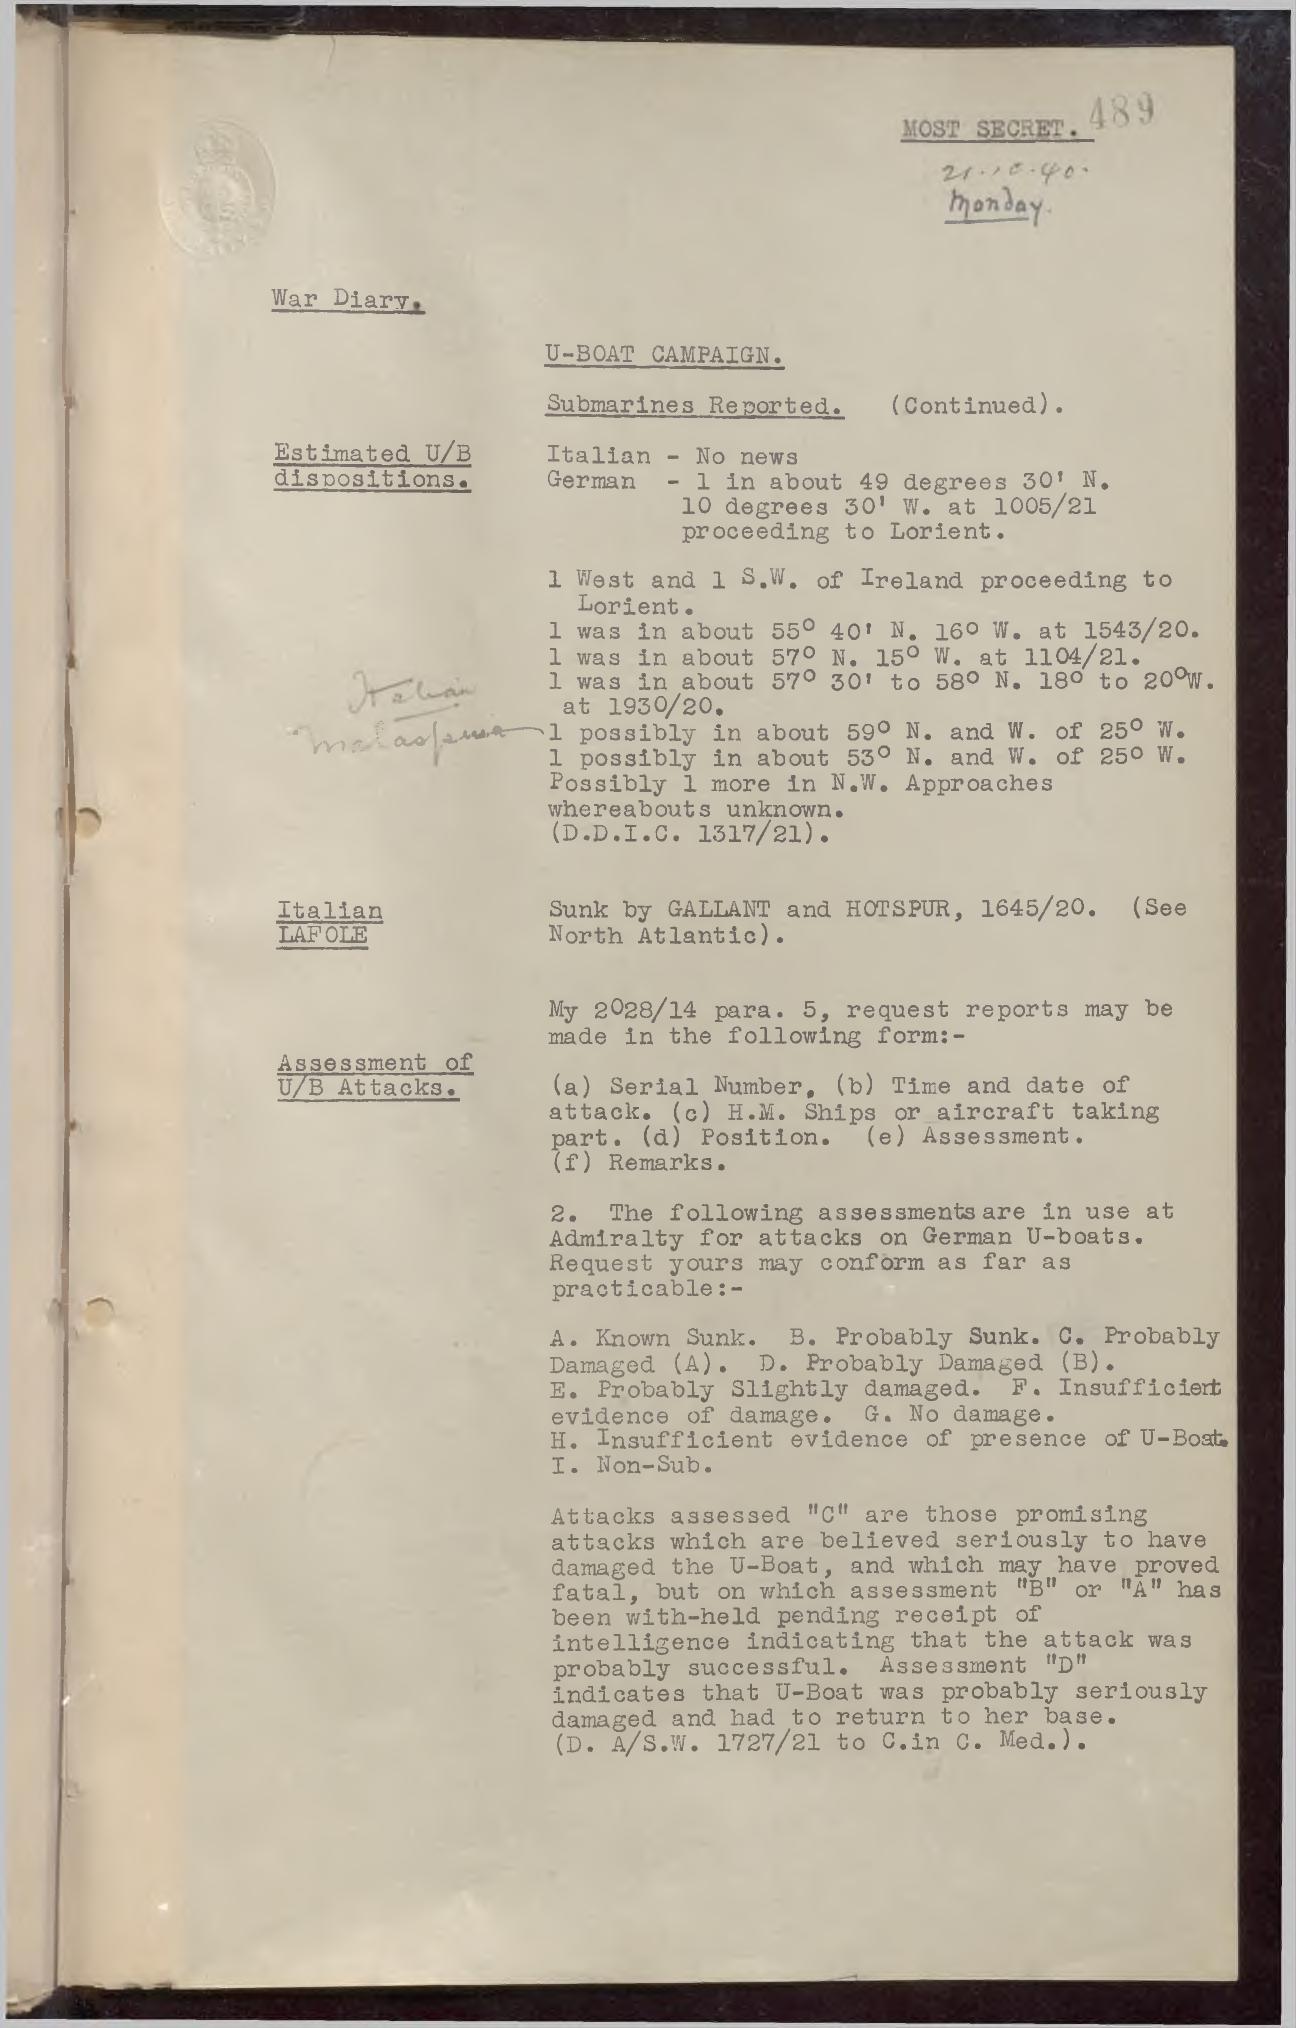 MOST SECRET. 489
21.10.40.
Monday.
War Diary.
U-BOAT CAMPAIGN.
Submarines Reported. (Continued).
Estimated U/B
dispositions.
Italian - No news
German - 1 in about 49 degrees 30' N.
10 degrees 30' W. at 1005/21
proceeding to Lorient.
1 West and 1 S.W. of Ireland proceeding to
Lorient.
1 was in about 55° 40' N. 16° W. at 1543/20.
1 was in about 57° N. 15° W. at 1104/21.
1 was in about 57° 30' to 58° N. 18° to 20°W.
at 1930/20.
Italian
Malaspina
1 possibly in about 59° N. and W. of 25° W.
1 possibly in about 53° N. and W. of 25° W.
Possibly 1 more in N.W. Approaches
whereabouts unknown.
(D.D.I.C. 1317/21).
Italian
LAFOLE
Sunk by GALLANT and HOTSPUR, 1645/20. (See
North Atlantic).
My 2028/14 para. 5, request reports may be
made in the following form:-
Assessment of
U/B Attacks.
(a) Serial Number, (b) Time and date of
attack. (c) H.M. Ships or aircraft taking
part. (d) Position. (e) Assessment.
(f) Remarks.
2. The following assessments are in use at
Admiralty for attacks on German U-boats.
Request yours may conform as far as
practicable:-
A. Known Sunk. B. Probably Sunk. C. Probably
Damaged (A). D. Probably Damaged (B).
E. Probably Slightly damaged. F. Insufficient
evidence of damage. G. No damage.
H. Insufficient evidence of presence of U-Boat.
I. Non-Sub.
Attacks assessed "C" are those promising
attacks which are believed seriously to have
damaged the U-Boat, and which may have proved
fatal, but on which assessment "B" or "A" has
been with-held pending receipt of
intelligence indicating that the attack was
probably successful. Assessment "D"
indicates that U-Boat was probably seriously
damaged and had to return to her base.
(D. A/S.W. 1727/21 to C.in C. Med.).